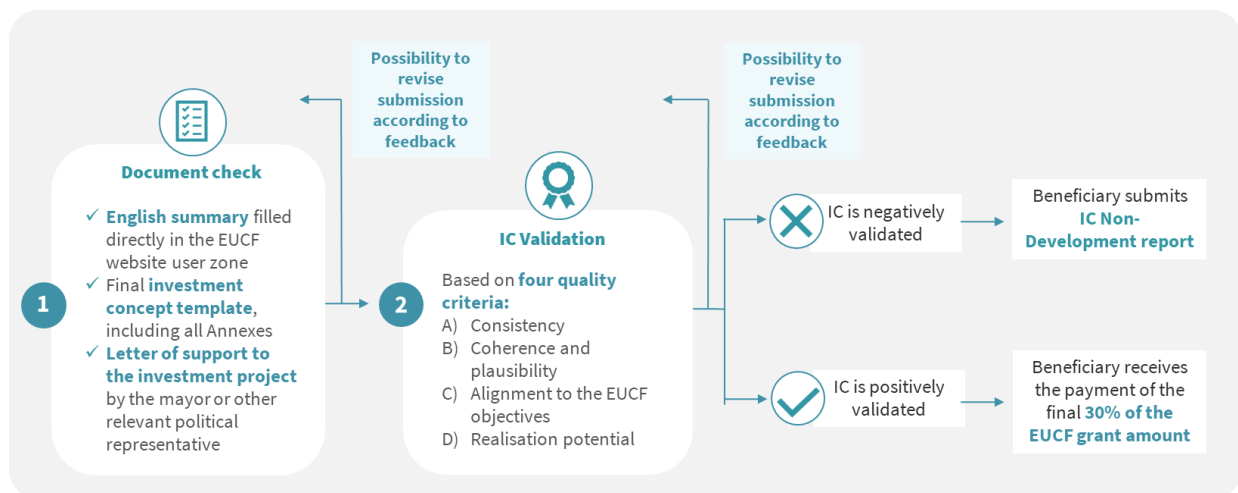 Possibility to
revise
submission
according to
feedback
Possibility to
revise
submission
according to
feedback
Document check
✓ English summary filled
directly in the EUCF
website user zone
✓ Final investment
concept template,
including all Annexes
✓ Letter of support to
the investment project
by the mayor or other
relevant political
representative
1
IC Validation
Based on four quality
criteria:
A) Consistency
B) Coherence and
plausibility
C) Alignment to the EUCF
objectives
D) Realisation potential
2
IC is negatively
validated
Beneficiary submits
IC Non-
Development report
IC is positively
validated
Beneficiary receives
the payment of the
final 30% of the
EUCF grant amount